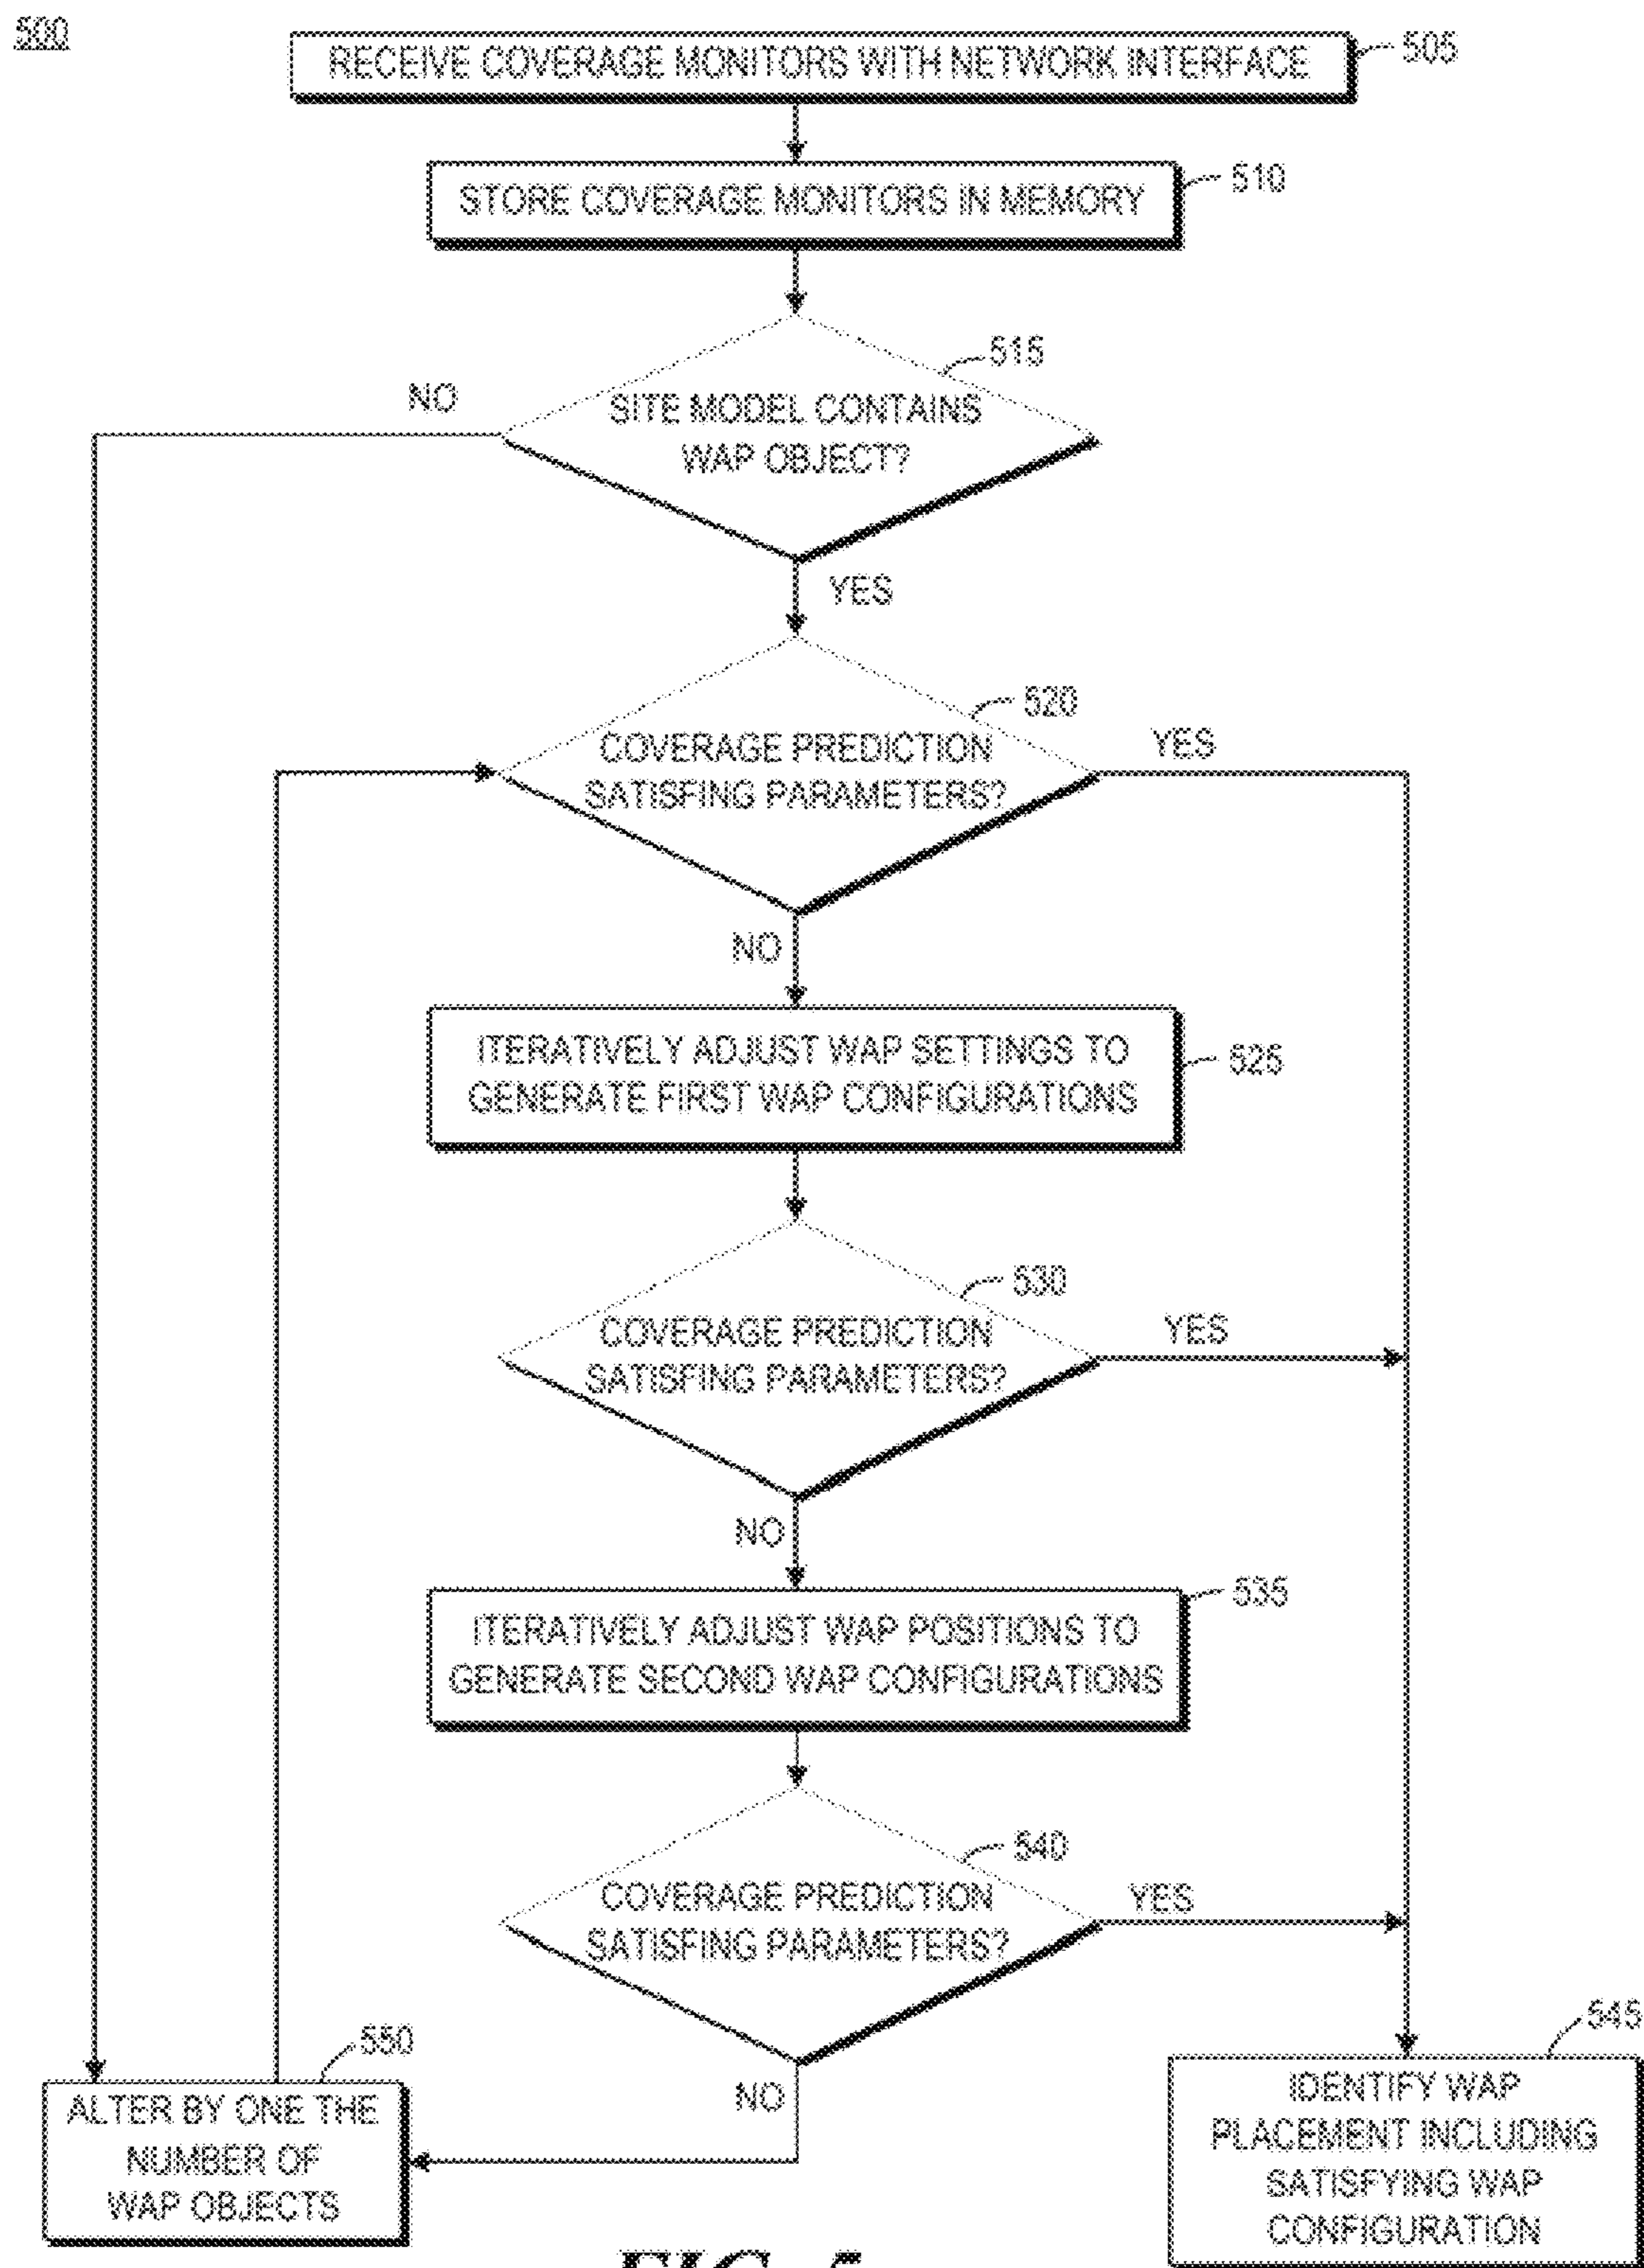 500
RECEIVE COVERAGE MONITORS WITH NETWORK INTERFACE
505
STORE COVERAGE MONITORS IN MEMORY
510
515
NO
SITE MODEL CONTAINS
WAP OBJECT?
YES
520
COVERAGE PREDICTION
SATISFING PARAMETERS?
YES
NO
ITERATIVELY ADJUST WAP SETTINGS TO
GENERATE FIRST WAP CONFIGURATIONS
525
530
COVERAGE PREDICTION
SATISFING PARAMETERS?
YES
NO
ITERATIVELY ADJUST WAP POSITIONS TO
GENERATE SECOND WAP CONFIGURATIONS
535
540
COVERAGE PREDICTION
SATISFING PARAMETERS?
YES
NO
550
ALTER BY ONE THE
NUMBER OF
WAP OBJECTS
545
IDENTIFY WAP
PLACEMENT INCLUDING
SATISFYING WAP
CONFIGURATION
FIG. 5